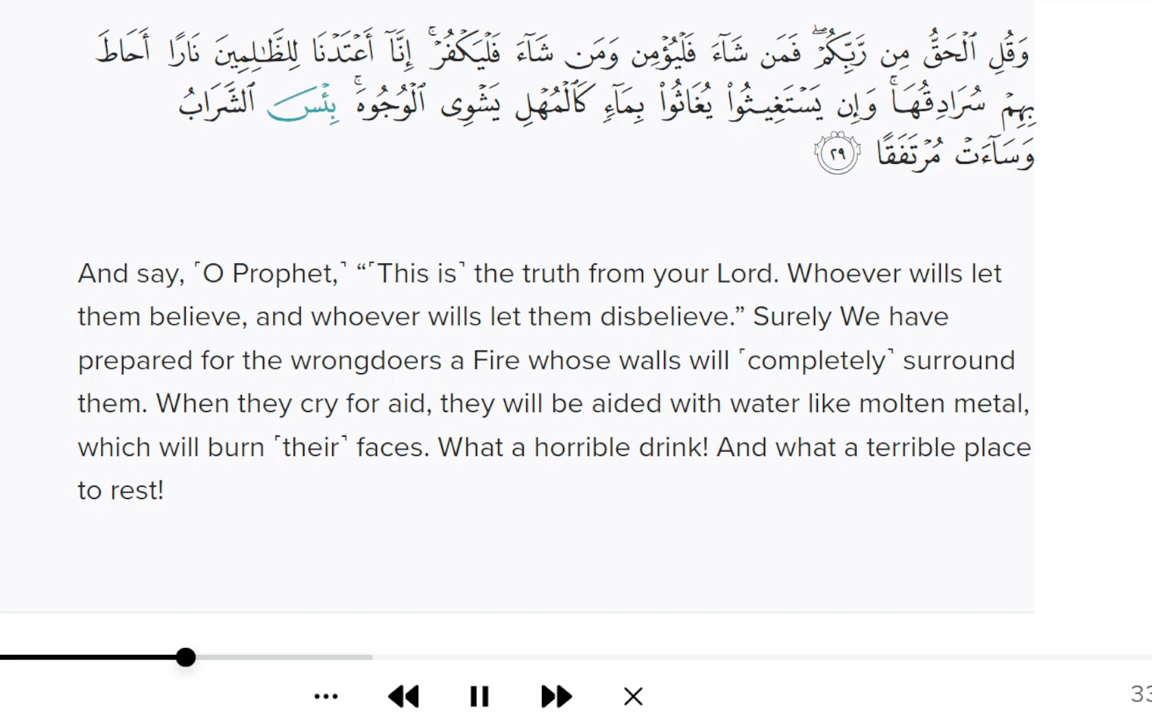 وَقُلِ ٱلْحَقُّ مِن رَّبِّكُمْ ۖ فَمَن شَآءَ فَلْيُؤْمِن وَمَن شَآءَ فَلْيَكْفُرْ ۚ إِنَّآ أَعْتَدْنَا لِلظَّـٰلِمِينَ نَارًا أَحَاطَ
بِهِمْ سُرَادِقُهَا ۚ وَإِن يَسْتَغِيثُوا۟ يُغَاثُوا۟ بِمَآءٍ كَٱلْمُهْلِ يَشْوِى ٱلْوُجُوهَ ۚ بِئْسَ ٱلشَّرَابُ
وَسَآءَتْ مُرْتَفَقًا ٢٩
And say, ˹O Prophet,˺ “˹This is˺ the truth from your Lord. Whoever wills let
them believe, and whoever wills let them disbelieve.” Surely We have
prepared for the wrongdoers a Fire whose walls will ˹completely˺ surround
them. When they cry for aid, they will be aided with water like molten metal,
which will burn ˹their˺ faces. What a horrible drink! And what a terrible place
to rest!